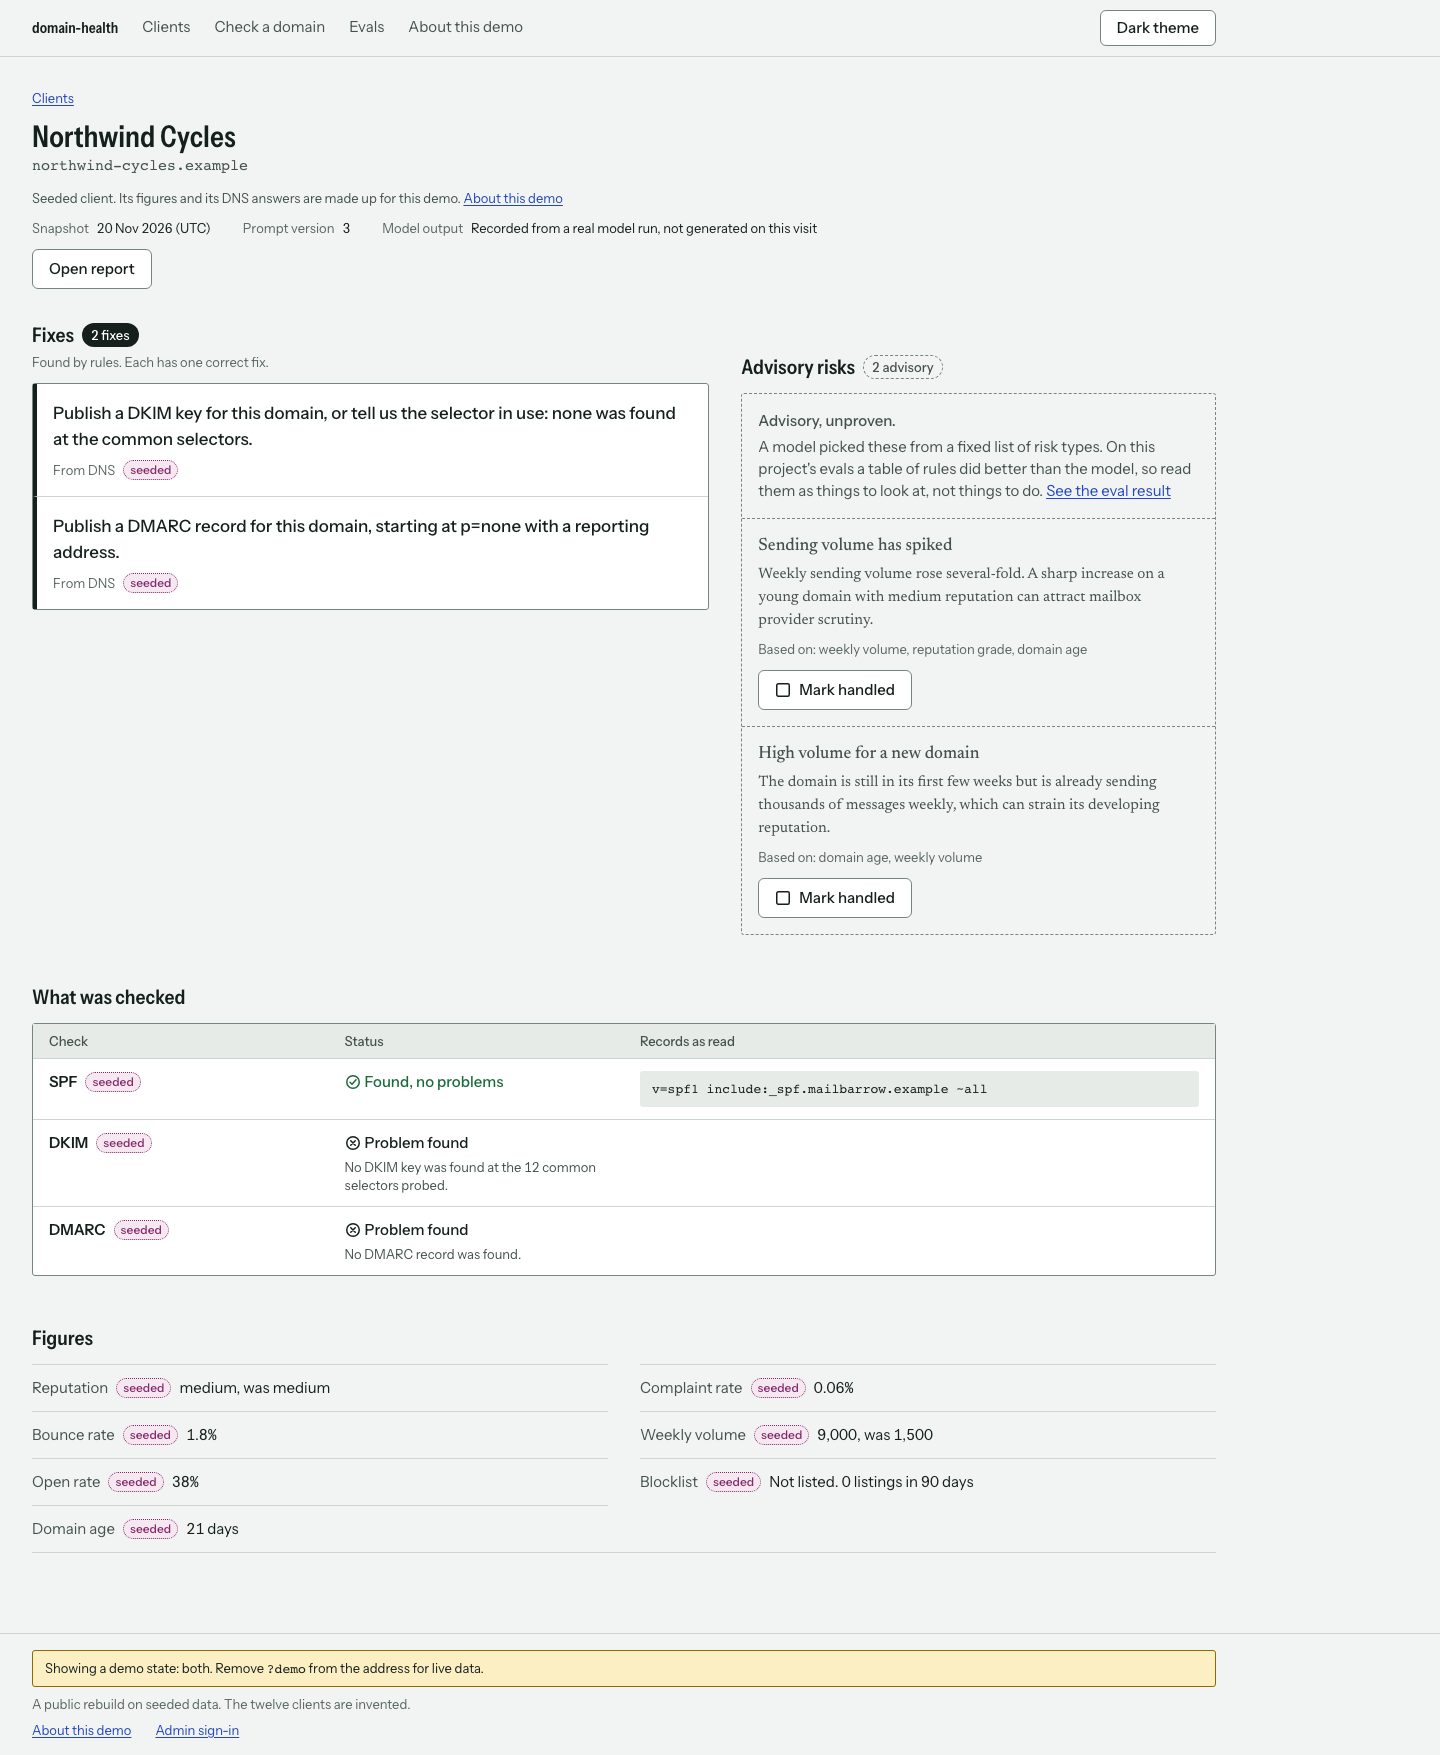 domain-health Clients Check a domain Evals About this demo Dark theme
Clients
Northwind Cycles
northwind-cycles.example
Seeded client. Its figures and its DNS answers are made up for this demo. About this demo
Snapshot 20 Nov 2026 (UTC) Prompt version 3 Model output Recorded from a real model run, not generated on this visit
Open report
Fixes 2 fixes
Found by rules. Each has one correct fix.
Publish a DKIM key for this domain, or tell us the selector in use: none was found
at the common selectors.
From DNS seeded
Publish a DMARC record for this domain, starting at p=none with a reporting
address.
From DNS seeded
Advisory risks 2 advisory
Advisory, unproven.
A model picked these from a fixed list of risk types. On this
project's evals a table of rules did better than the model, so read
them as things to look at, not things to do. See the eval result
Sending volume has spiked
Weekly sending volume rose several-fold. A sharp increase on a
young domain with medium reputation can attract mailbox
provider scrutiny.
Based on: weekly volume, reputation grade, domain age
Mark handled
High volume for a new domain
The domain is still in its first few weeks but is already sending
thousands of messages weekly, which can strain its developing
reputation.
Based on: domain age, weekly volume
Mark handled
What was checked
Check Status Records as read
SPF seeded Found, no problems v=spf1 include:_spf.mailbarrow.example ~all
DKIM seeded Problem found
No DKIM key was found at the 12 common
selectors probed.
DMARC seeded Problem found
No DMARC record was found.
Figures
Reputation seeded medium, was medium
Complaint rate seeded 0.06%
Bounce rate seeded 1.8%
Weekly volume seeded 9,000, was 1,500
Open rate seeded 38%
Blocklist seeded Not listed. 0 listings in 90 days
Domain age seeded 21 days
Showing a demo state: both. Remove ?demo from the address for live data.
A public rebuild on seeded data. The twelve clients are invented.
About this demo Admin sign-in